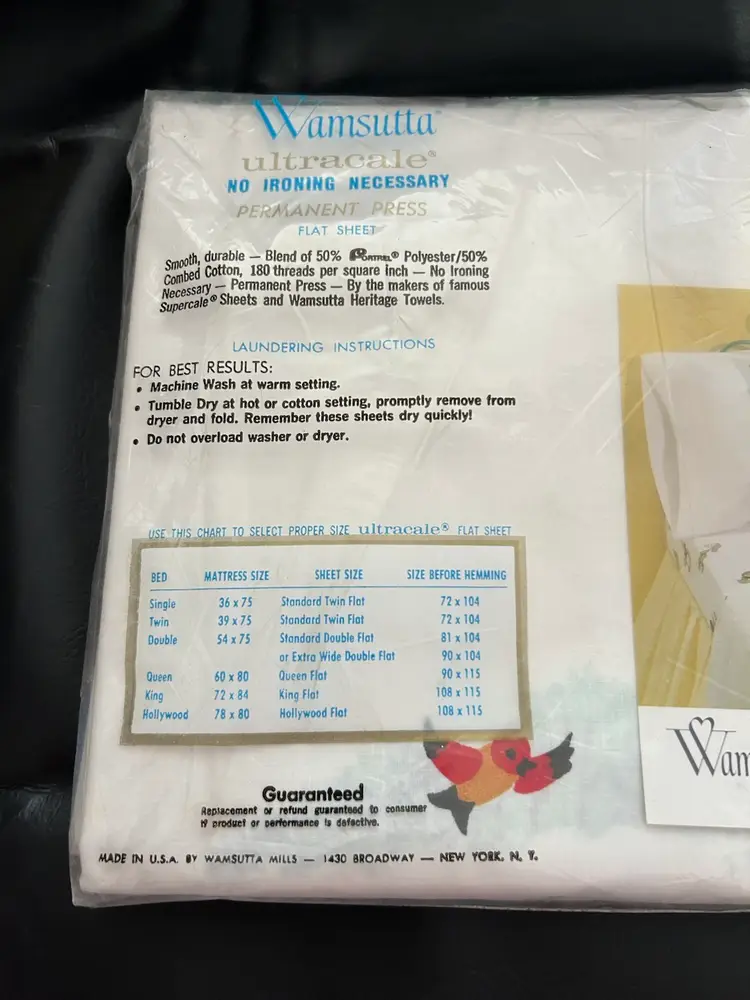 Wamsutta™
ultracale®
NO IRONING NECESSARY
PERMANENT PRESS
FLAT SHEET
Smooth, durable — Blend of 50% FORTREL® Polyester/50%
Combed Cotton, 180 threads per square inch — No Ironing
Necessary — Permanent Press — By the makers of famous
Supercale® Sheets and Wamsutta Heritage Towels.
LAUNDERING INSTRUCTIONS
FOR BEST RESULTS:
• Machine Wash at warm setting.
• Tumble Dry at hot or cotton setting, promptly remove from
dryer and fold. Remember these sheets dry quickly!
• Do not overload washer or dryer.
USE THIS CHART TO SELECT PROPER SIZE ultracale® FLAT SHEET
BED MATTRESS SIZE SHEET SIZE SIZE BEFORE HEMMING
Single 36 x 75 Standard Twin Flat 72 x 104
Twin 39 x 75 Standard Twin Flat 72 x 104
Double 54 x 75 Standard Double Flat 81 x 104
or Extra Wide Double Flat 90 x 104
Queen 60 x 80 Queen Flat 90 x 115
King 72 x 84 King Flat 108 x 115
Hollywood 78 x 80 Hollywood Flat 108 x 115
Guaranteed
Replacement or refund guaranteed to consumer
if product or performance is defective.
MADE IN U.S.A. BY WAMSUTTA MILLS — 1430 BROADWAY — NEW YORK, N. Y.
Wam